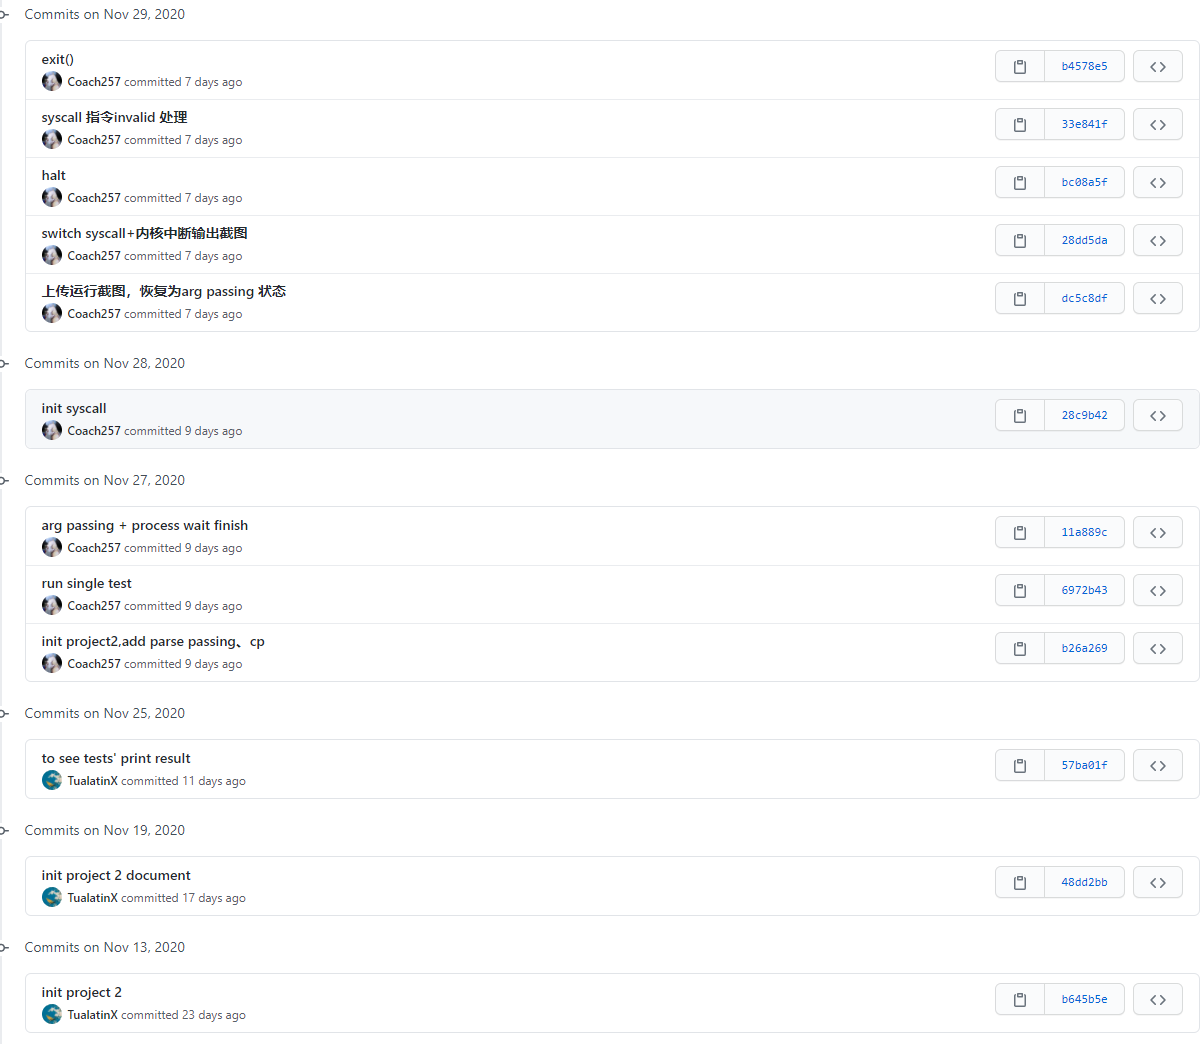 Commits on Nov 29, 2020
exit()
b4578e5
Coach257 committed 7 days ago
syscall 指令invalid 处理
33e841f
Coach257 committed 7 days ago
halt
bc08a5f
Coach257 committed 7 days ago
switch syscall+内核中断输出截图
28dd5da
Coach257 committed 7 days ago
上传运行截图，恢复为arg passing 状态
dc5c8df
Coach257 committed 7 days ago
Commits on Nov 28, 2020
init syscall
28c9b42
Coach257 committed 9 days ago
Commits on Nov 27, 2020
arg passing + process wait finish
11a889c
Coach257 committed 9 days ago
run single test
6972b43
Coach257 committed 9 days ago
init project2,add parse passing、cp
b26a269
Coach257 committed 9 days ago
Commits on Nov 25, 2020
to see tests' print result
57ba01f
TualatinX committed 11 days ago
Commits on Nov 19, 2020
init project 2 document
48dd2bb
TualatinX committed 17 days ago
Commits on Nov 13, 2020
init project 2
b645b5e
TualatinX committed 23 days ago